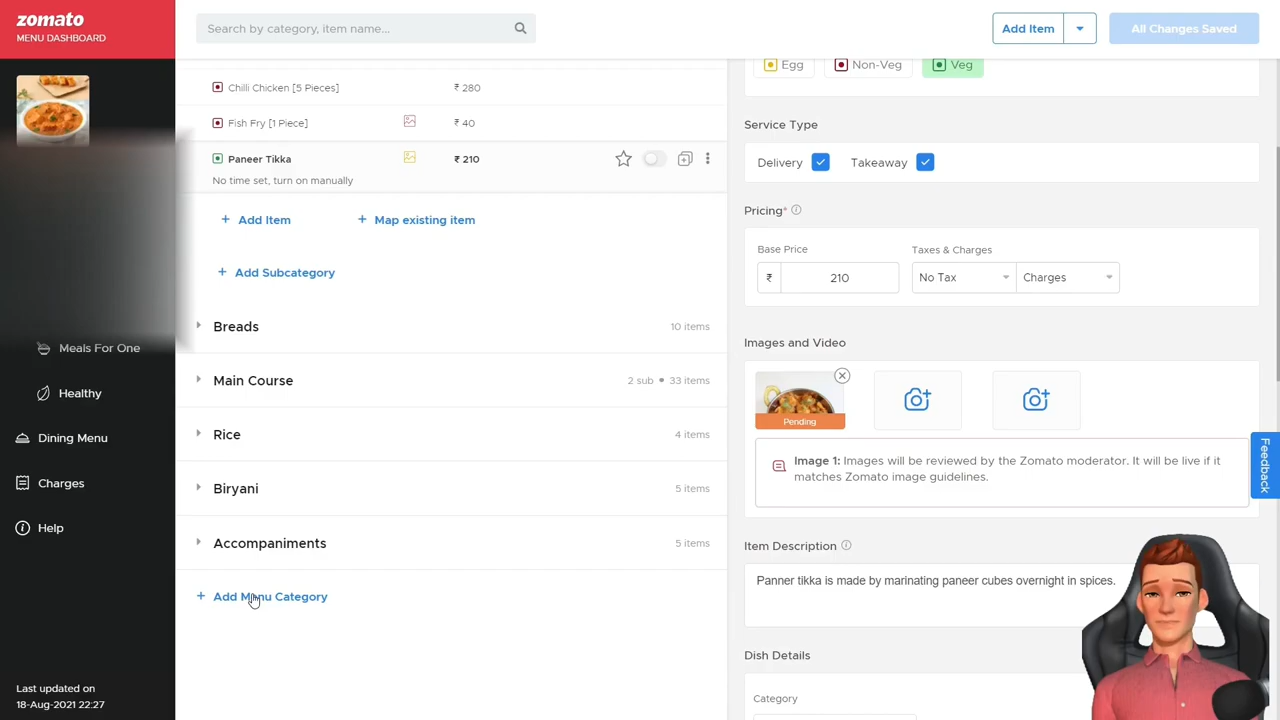 zomato
MENU DASHBOARD
Search by category, item name...
Add Item
All Changes Saved
Meals For One
Healthy
Dining Menu
Charges
Help
Last updated on
18-Aug-2021 22:27
Chilli Chicken [5 Pieces] ₹ 280
Fish Fry [1 Piece] ₹ 40
Paneer Tikka ₹ 210
No time set, turn on manually
+ Add Item + Map existing item
+ Add Subcategory
Breads 10 items
Main Course 2 sub • 33 items
Rice 4 items
Biryani 5 items
Accompaniments 5 items
+ Add Menu Category
Egg Non-Veg Veg
Service Type
Delivery Takeaway
Pricing*
Base Price Taxes & Charges
₹ 210 No Tax Charges
Images and Video
Pending
Image 1: Images will be reviewed by the Zomato moderator. It will be live if it
matches Zomato image guidelines.
Item Description
Panner tikka is made by marinating paneer cubes overnight in spices.
Dish Details
Category
Feedback